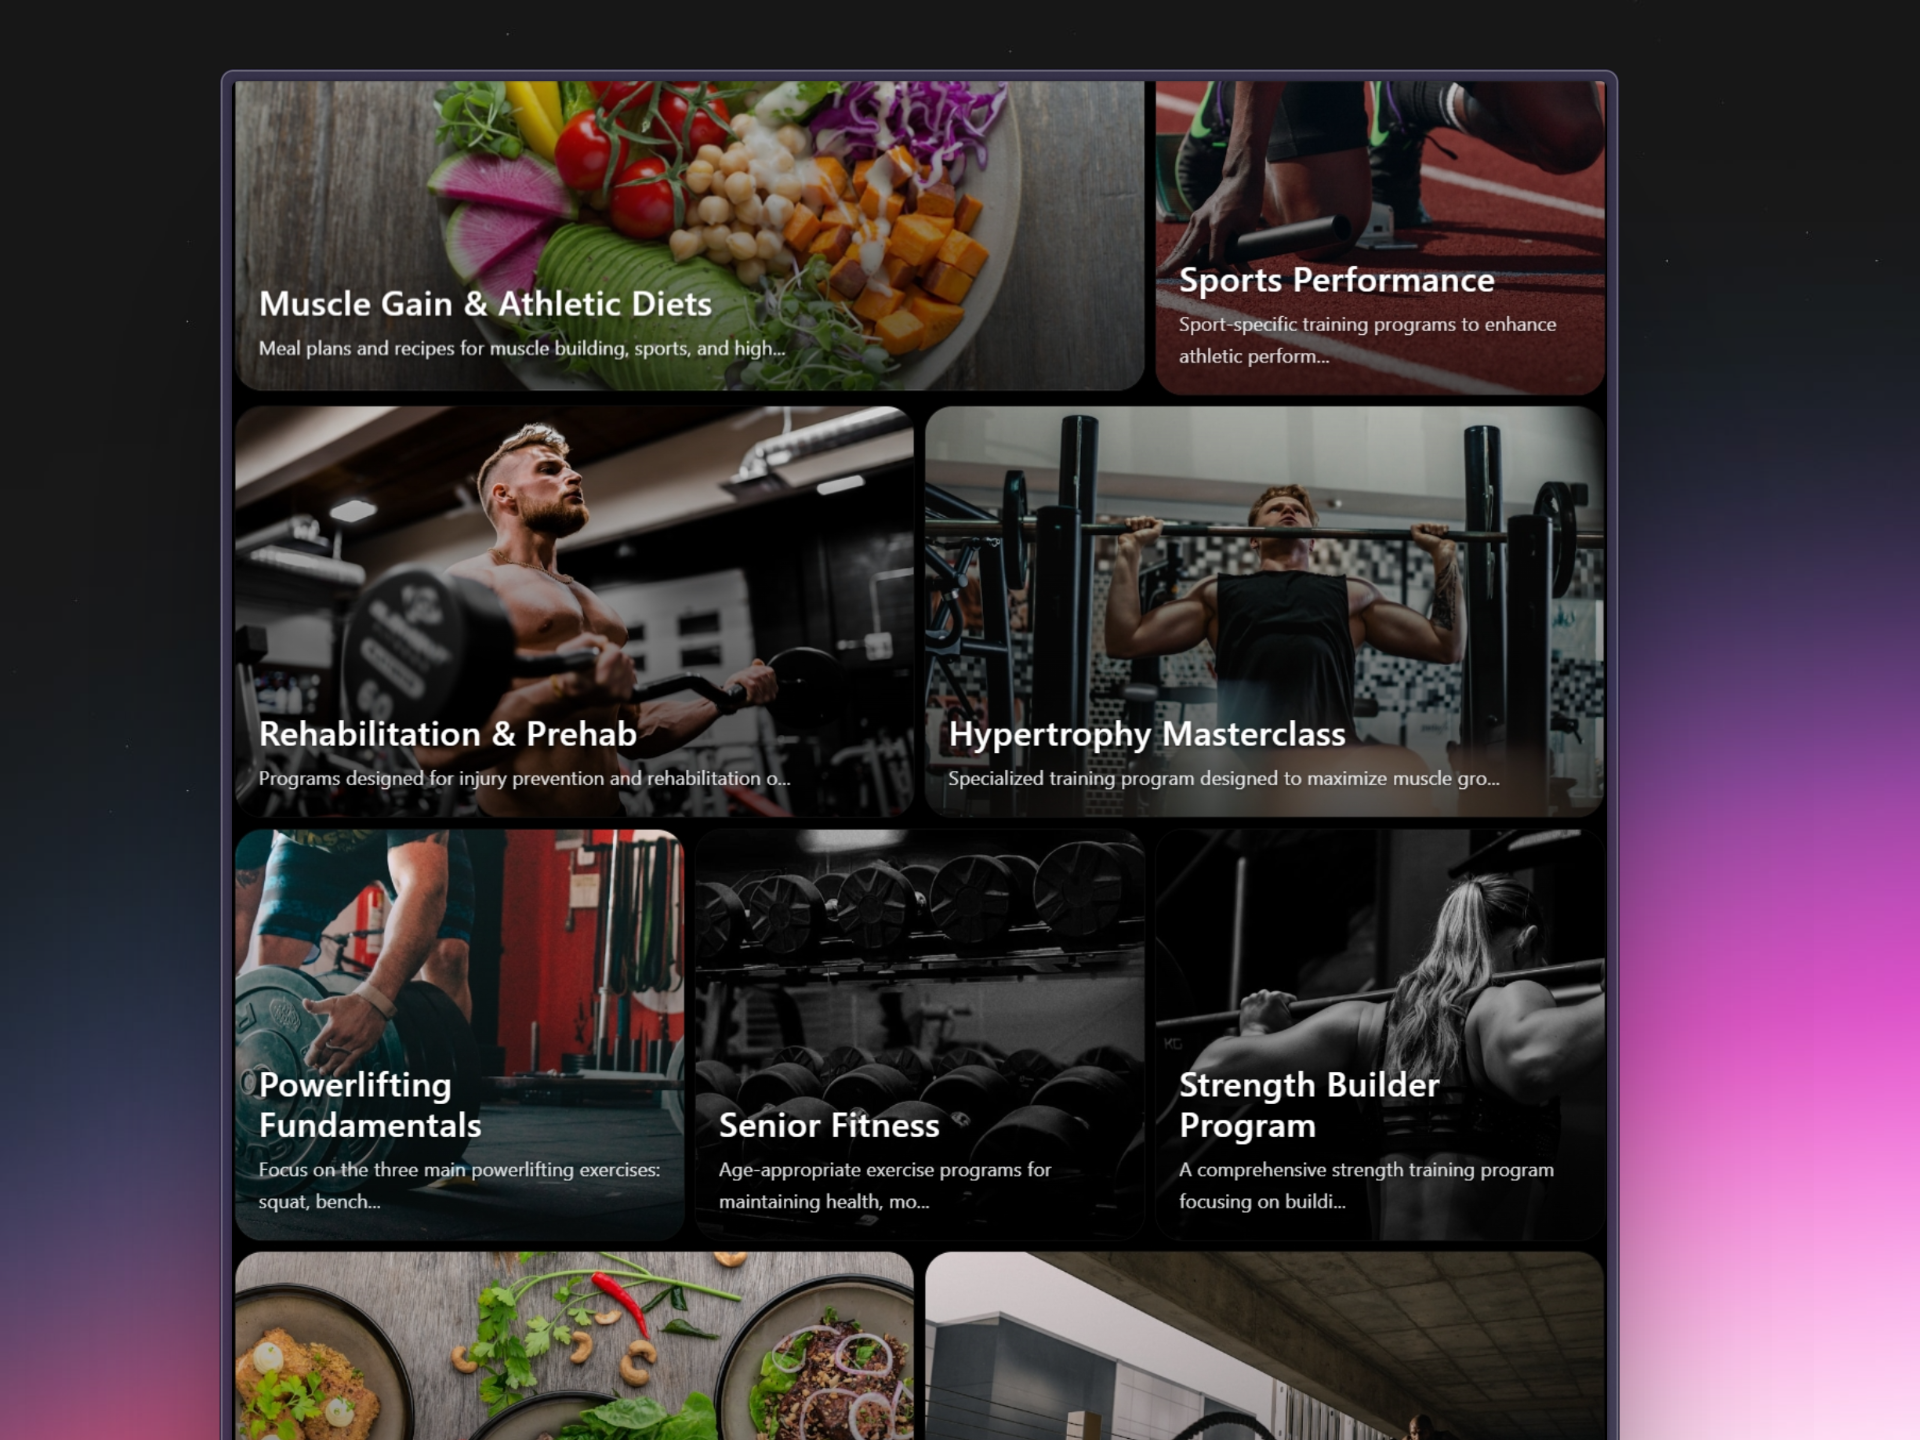 Muscle Gain & Athletic Diets
Meal plans and recipes for muscle building, sports, and high...
Sports Performance
Sport-specific training programs to enhance
athletic perform...
Rehabilitation & Prehab
Programs designed for injury prevention and rehabilitation o...
Hypertrophy Masterclass
Specialized training program designed to maximize muscle gro...
Powerlifting
Fundamentals
Focus on the three main powerlifting exercises:
squat, bench...
Senior Fitness
Age-appropriate exercise programs for
maintaining health, mo...
KG
Strength Builder
Program
A comprehensive strength training program
focusing on buildi...